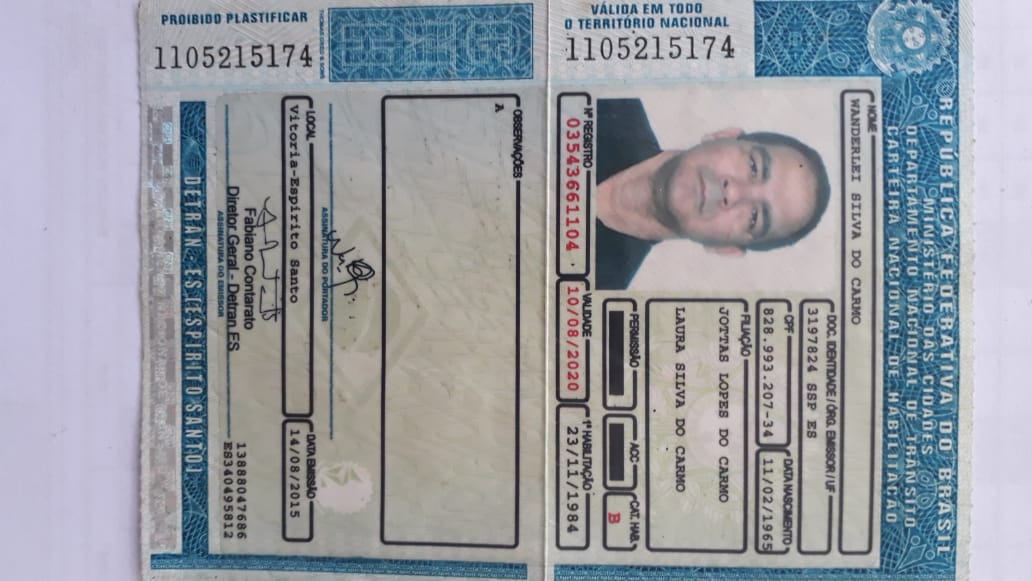 REPÚBLICA FEDERATIVA DO BRASIL
MINISTÉRIO DAS CIDADES
DEPARTAMENTO NACIONAL DE TRÂNSITO
CARTEIRA NACIONAL DE HABILITAÇÃO
NOME
WANDERLEI SILVA DO CARMO
DOC. IDENTIDADE / ÓRG. EMISSOR / UF
3197824 SSP ES
CPF
828.993.207-34
DATA NASCIMENTO
11/02/1965
FILIAÇÃO
JOTTAS LOPES DO CARMO
LAURA SILVA DO CARMO
PERMISSÃO
ACC
CAT. HAB.
B
Nº REGISTRO
03543661104
VALIDADE
10/08/2020
1ª HABILITAÇÃO
23/11/1984
VÁLIDA EM TODO
O TERRITÓRIO NACIONAL
1105215174
OBSERVAÇÕES
A
ASSINATURA DO PORTADOR
LOCAL
Vitoria-Espirito Santo
DATA EMISSÃO
14/08/2015
Fabiano Contarato
Diretor Geral - Detran ES
ASSINATURA DO EMISSOR
13888047686
ES340495812
DETRAN. ES (ESPIRITO SANTO)
PROIBIDO PLASTIFICAR
1105215174